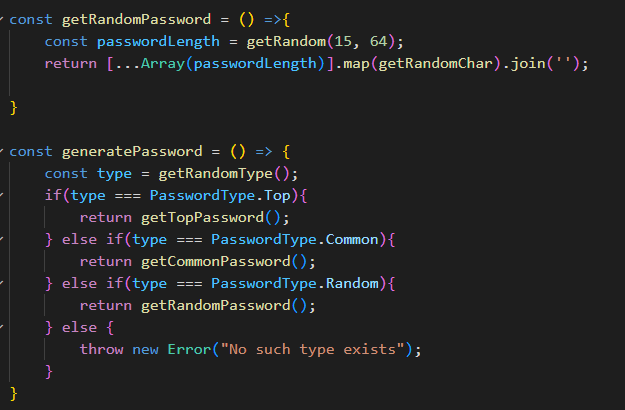 const getRandomPassword = () =>{
    const passwordLength = getRandom(15, 64);
    return [...Array(passwordLength)].map(getRandomChar).join('');
}
const generatePassword = () => {
    const type = getRandomType();
    if(type === PasswordType.Top){
        return getTopPassword();
    } else if(type === PasswordType.Common){
        return getCommonPassword();
    } else if(type === PasswordType.Random){
        return getRandomPassword();
    } else {
        throw new Error("No such type exists");
    }
}